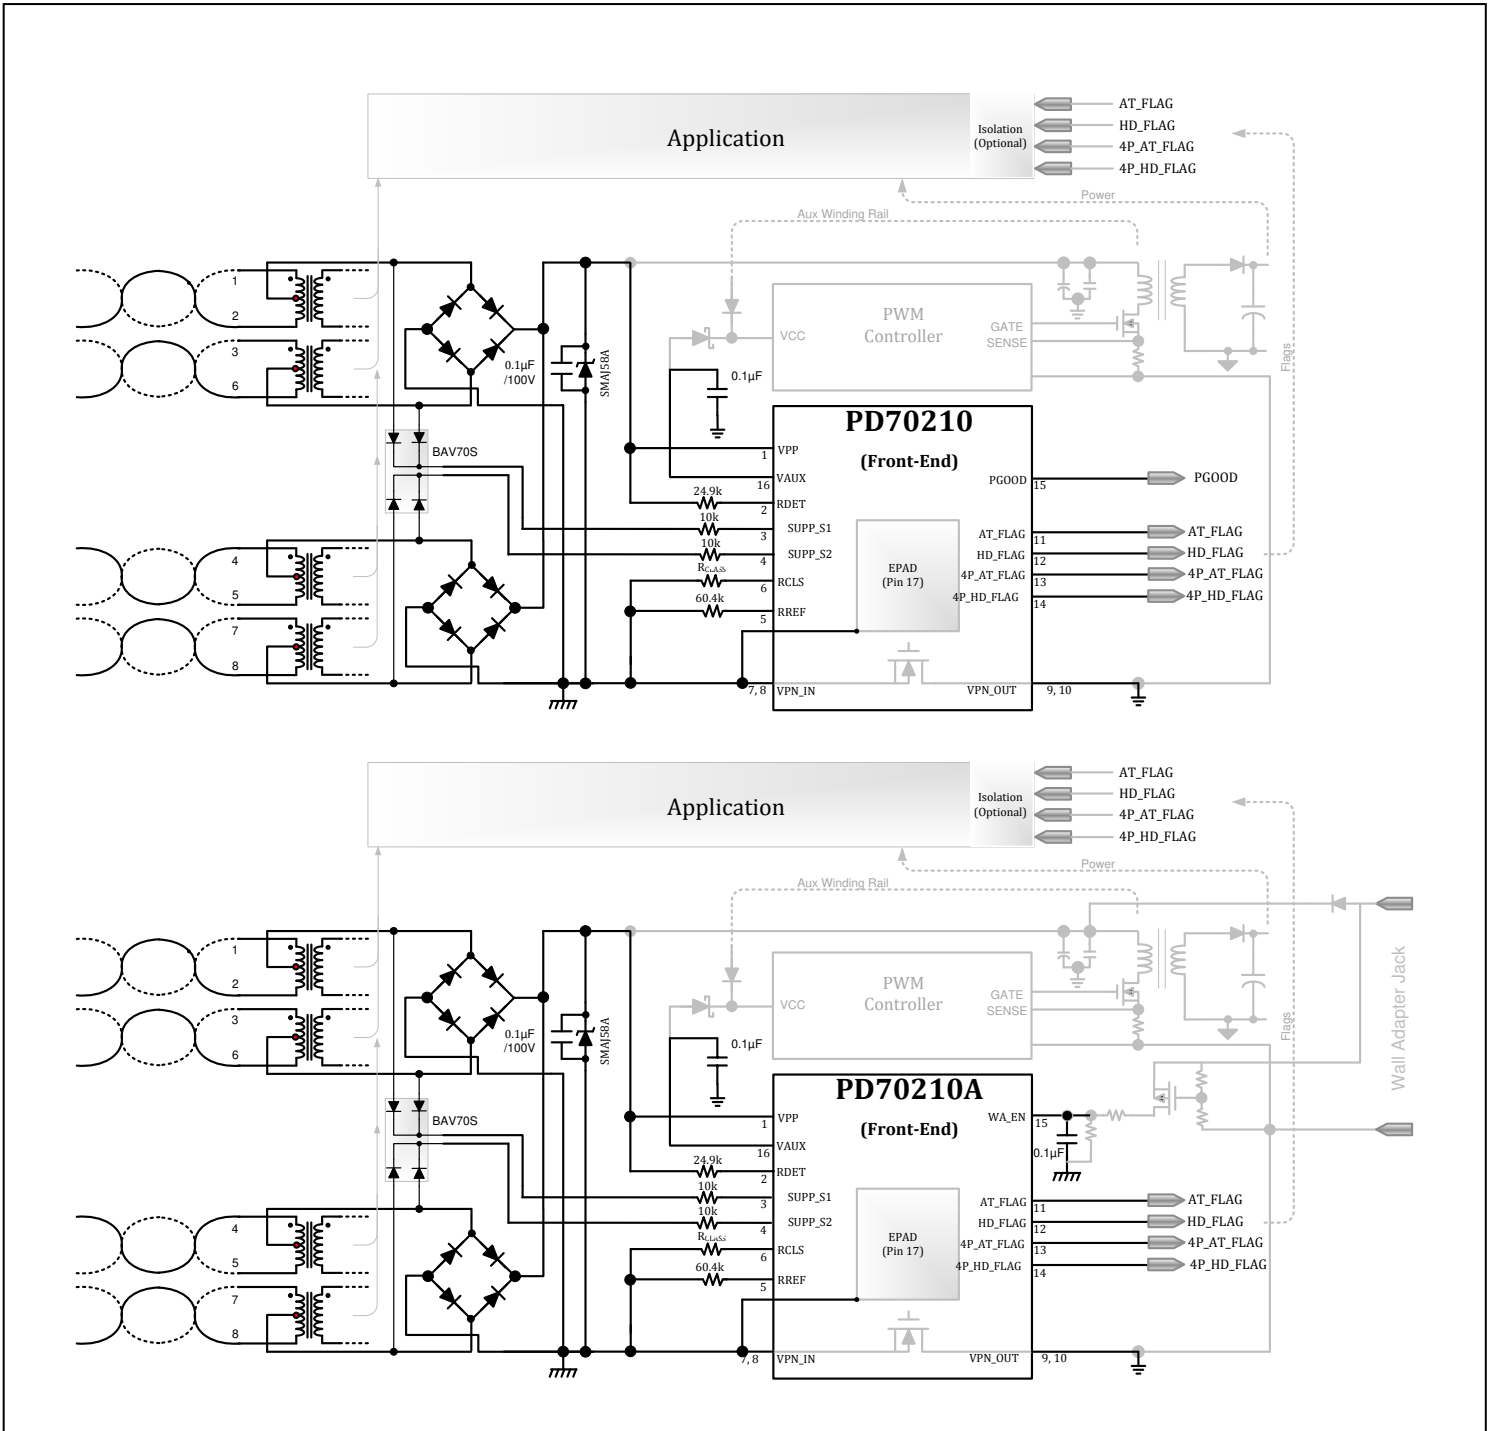 Application
Isolation
(Optional)
AT_FLAG
HD_FLAG
4P_AT_FLAG
4P_HD_FLAG
Power
Aux Winding Rail
1
2
3
6
0.1µF
/100V
SMAJ58A
0.1µF
PWM
Controller
VCC
GATE
SENSE
Flags
BAV70S
PD70210
(Front-End)
VPP
1
VAUX
16
24.9k
RDET
2
10k
SUPP_S1
3
10k
SUPP_S2
4
RCLASS
RCLS
6
60.4k
RREF
5
EPAD
(Pin 17)
PGOOD
15
PGOOD
AT_FLAG
11
AT_FLAG
HD_FLAG
12
HD_FLAG
4P_AT_FLAG
13
4P_AT_FLAG
4P_HD_FLAG
14
4P_HD_FLAG
4
5
7
8
7, 8
VPN_IN
VPN_OUT
9, 10
Application
Isolation
(Optional)
AT_FLAG
HD_FLAG
4P_AT_FLAG
4P_HD_FLAG
Power
Aux Winding Rail
1
2
3
6
0.1µF
/100V
SMAJ58A
0.1µF
PWM
Controller
VCC
GATE
SENSE
Flags
Wall Adapter Jack
BAV70S
PD70210A
(Front-End)
VPP
1
VAUX
16
24.9k
RDET
2
10k
SUPP_S1
3
10k
SUPP_S2
4
RCLASS
RCLS
6
60.4k
RREF
5
EPAD
(Pin 17)
WA_EN
15
0.1µF
AT_FLAG
11
AT_FLAG
HD_FLAG
12
HD_FLAG
4P_AT_FLAG
13
4P_AT_FLAG
4P_HD_FLAG
14
4P_HD_FLAG
4
5
7
8
7, 8
VPN_IN
VPN_OUT
9, 10